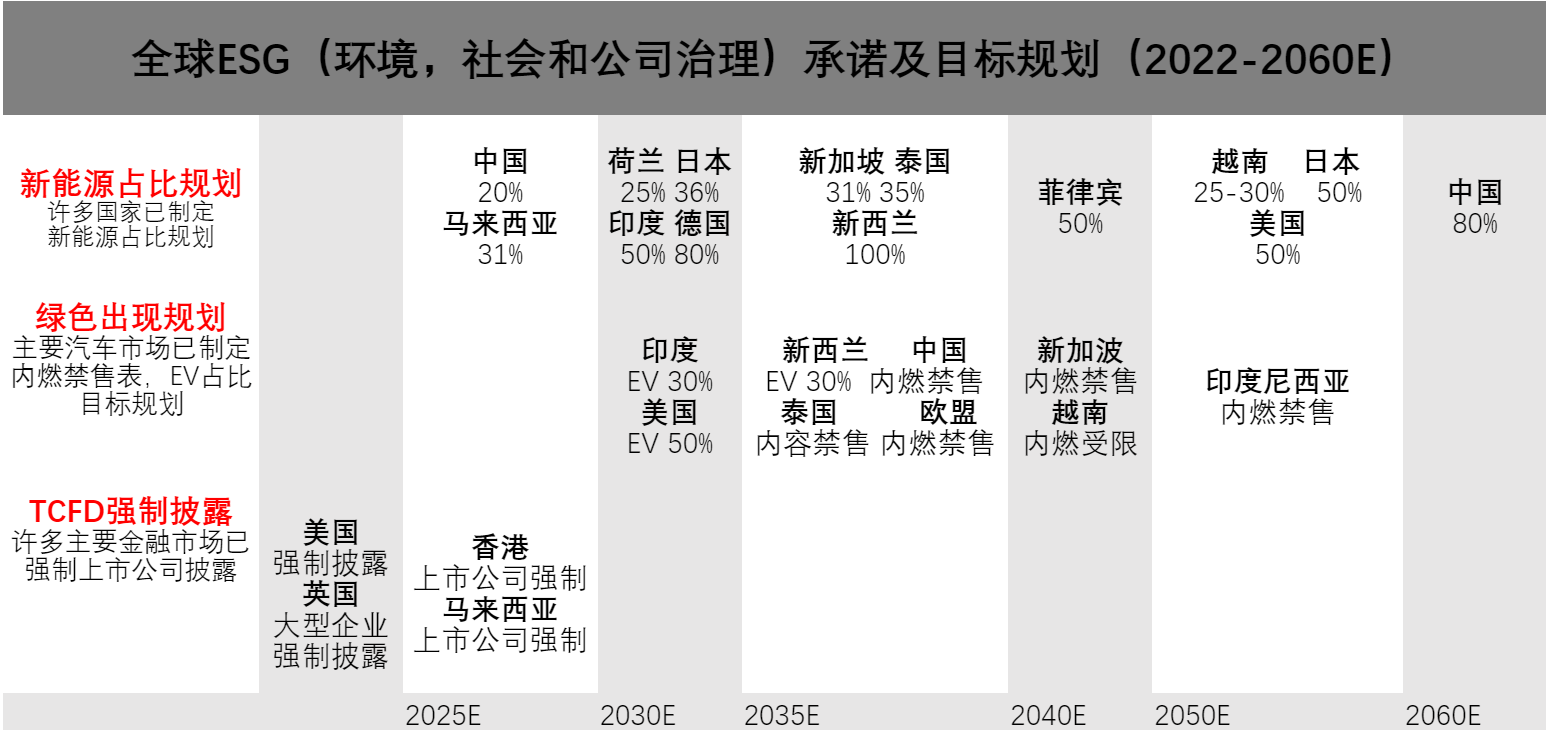 全球ESG（环境，社会和公司治理）承诺及目标规划（2022-2060E）
新能源占比规划
许多国家已制定
新能源占比规划
中国
20%
马来西亚
31%
荷兰 日本
25% 36%
印度 德国
50% 80%
新加坡 泰国
31% 35%
新西兰
100%
菲律宾
50%
越南 日本
25-30% 50%
美国
50%
中国
80%
绿色出现规划
主要汽车市场已制定
内燃禁售表，EV占比
目标规划
印度
EV 30%
美国
EV 50%
新西兰 中国
EV 30% 内燃禁售
泰国 欧盟
内容禁售 内燃禁售
新加波
内燃禁售
越南
内燃受限
印度尼西亚
内燃禁售
TCFD强制披露
许多主要金融市场已
强制上市公司披露
美国
强制披露
英国
大型企业
强制披露
香港
上市公司强制
马来西亚
上市公司强制
2025E 2030E 2035E 2040E 2050E 2060E